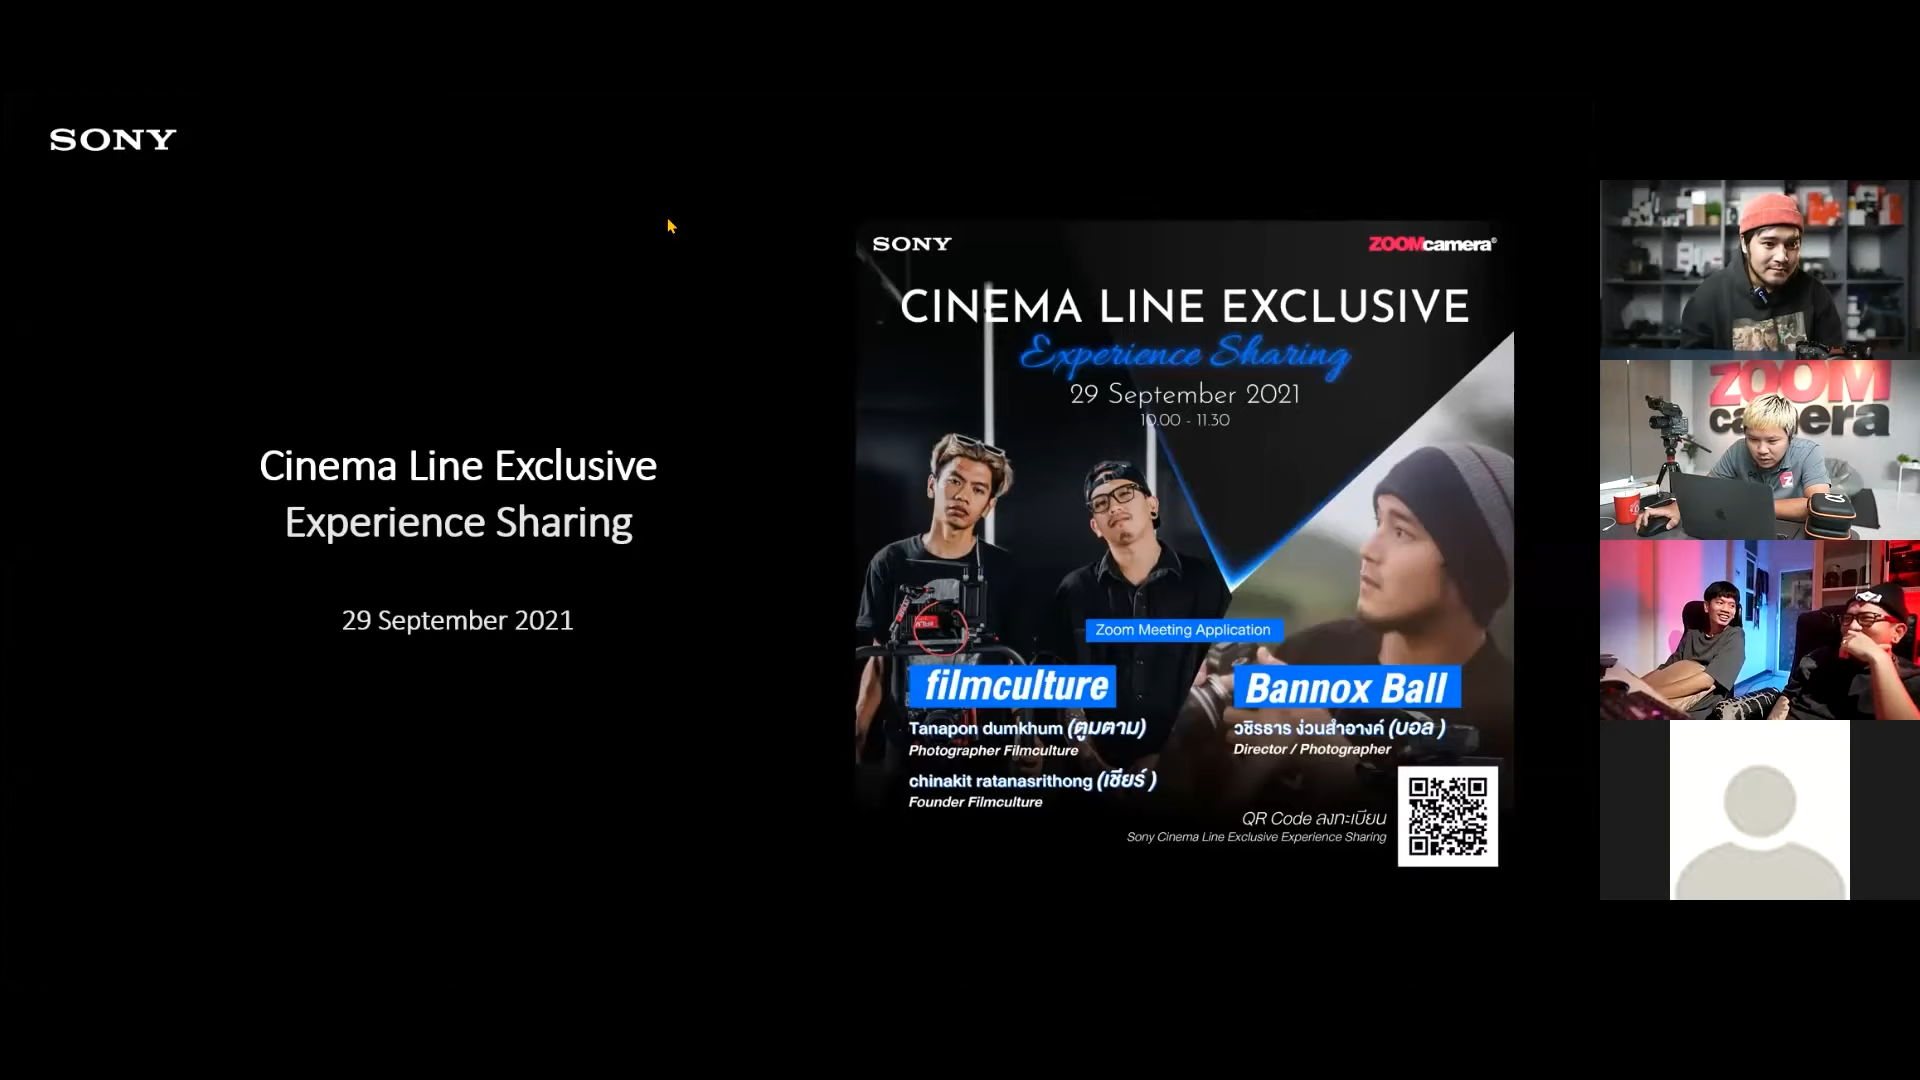 SONY
Cinema Line Exclusive
Experience Sharing
29 September 2021
SONY
ZOOMcamera®
CINEMA LINE EXCLUSIVE
Experience Sharing
29 September 2021
10.00 - 11.30
Zoom Meeting Application
filmculture
Tanapon dumkhum (ตูมตาม)
Photographer Filmculture
chinakit ratanasrithong (เชียร์ )
Founder Filmculture
Bannox Ball
วชิรธาร ง่วนสำอางค์ (บอล )
Director / Photographer
QR Code ลงทะเบียน
Sony Cinema Line Exclusive Experience Sharing
ZOOM
camera